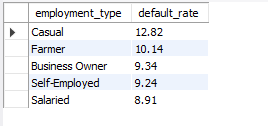 employment_type default_rate
Casual 12.82
Farmer 10.14
Business Owner 9.34
Self-Employed 9.24
Salaried 8.91